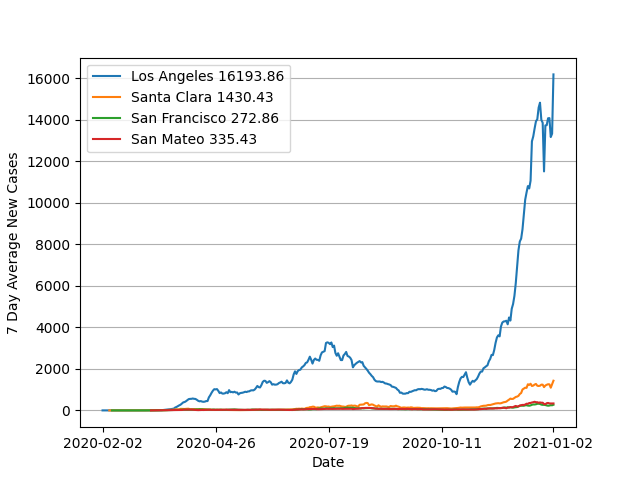 Los Angeles 16193.86
Santa Clara 1430.43
San Francisco 272.86
San Mateo 335.43
7 Day Average New Cases
16000
14000
12000
10000
8000
6000
4000
2000
0
2020-02-02 2020-04-26 2020-07-19 2020-10-11 2021-01-02
Date